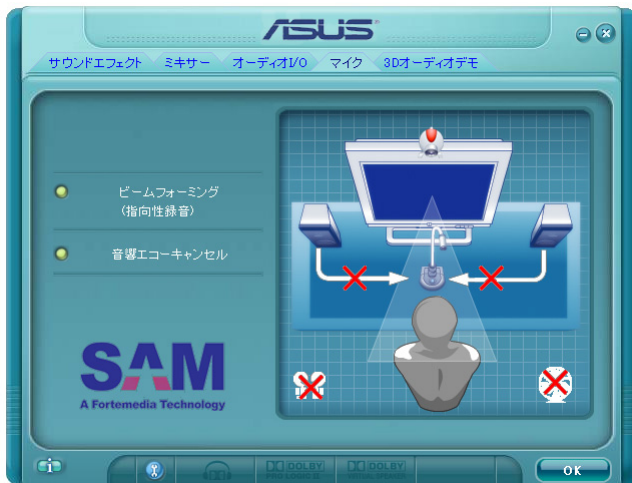 ASUS
サウンドエフェクト ミキサー オーディオI/O マイク 3Dオーディオデモ
ビームフォーミング
(指向性録音)
音響エコーキャンセル
SAM
A Fortemedia Technology
DOLBY DOLBY
OK